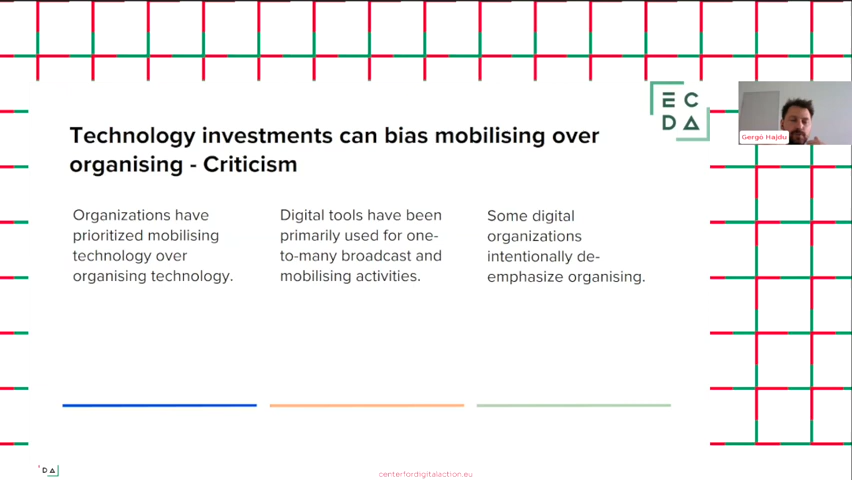 E C
D A
Gergő Hajdu
Technology investments can bias mobilising over
organising - Criticism
Organizations have
prioritized mobilising
technology over
organising technology.
Digital tools have been
primarily used for one-
to-many broadcast and
mobilising activities.
Some digital
organizations
intentionally de-
emphasize organising.
DA
centerfordigitalaction.eu